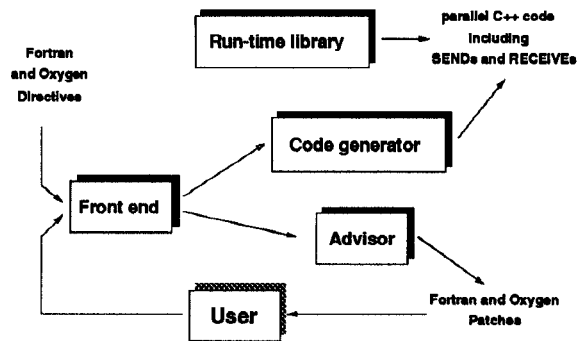 Fortran
and Oxygen
Directives
Run-time library
parallel C++ code
including
SENDs and RECEIVEs
Code generator
Front end
Advisor
User
Fortran and Oxygen
Patches